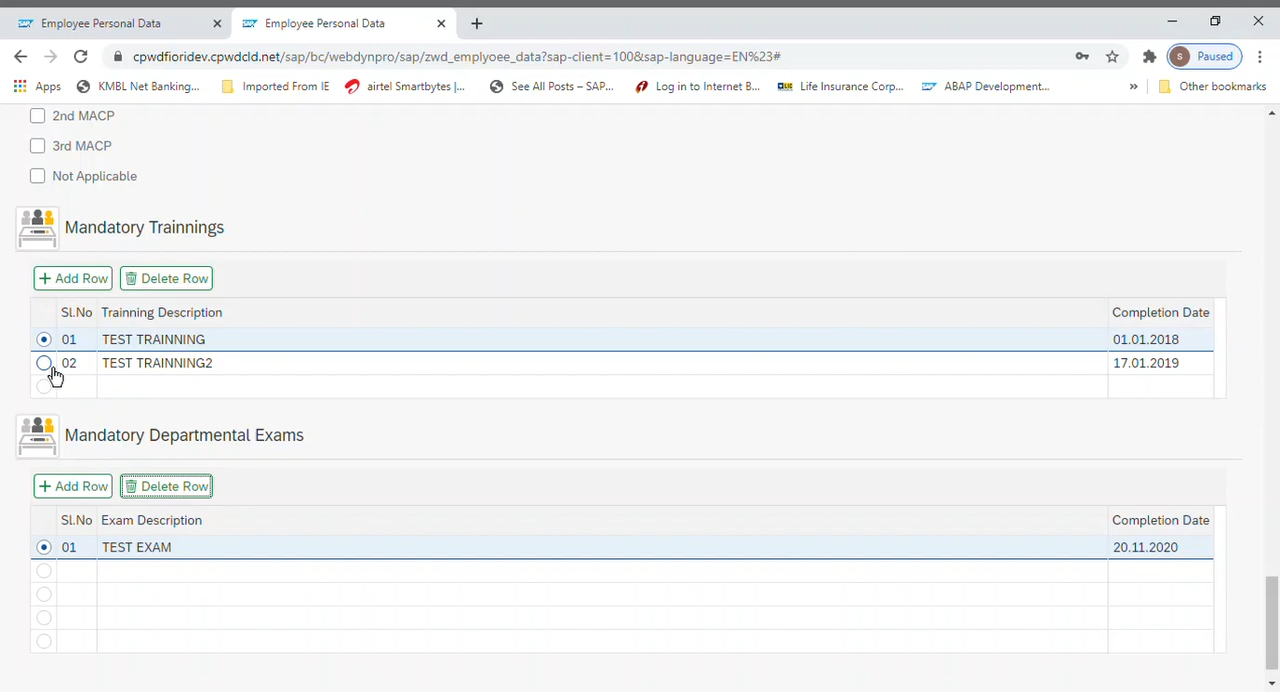 Employee Personal Data
Employee Personal Data
cpwdfioridev.cpwdcld.net/sap/bc/webdynpro/sap/zwd_emplyoee_data?sap-client=100&sap-language=EN%23#
S
Paused
Apps
KMBL Net Banking...
Imported From IE
airtel Smartbytes |...
See All Posts – SAP...
Log in to Internet B...
Life Insurance Corp...
ABAP Development...
»
Other bookmarks
2nd MACP
3rd MACP
Not Applicable
Mandatory Trainnings
+ Add Row
Delete Row
Sl.No Trainning Description Completion Date
01 TEST TRAINNING 01.01.2018
02 TEST TRAINNING2 17.01.2019
Mandatory Departmental Exams
+ Add Row
Delete Row
Sl.No Exam Description Completion Date
01 TEST EXAM 20.11.2020